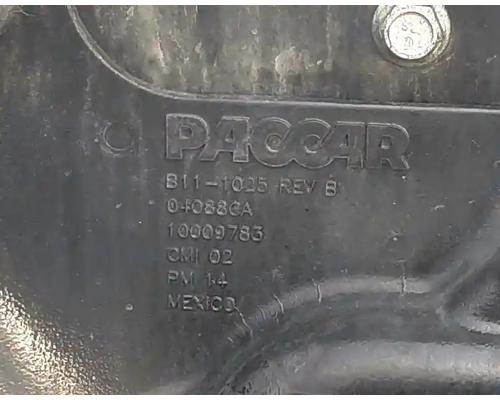 PACCAR
B11-1025 REV B
04088GA
10009783
CMI 02
PM 14
MEXICO